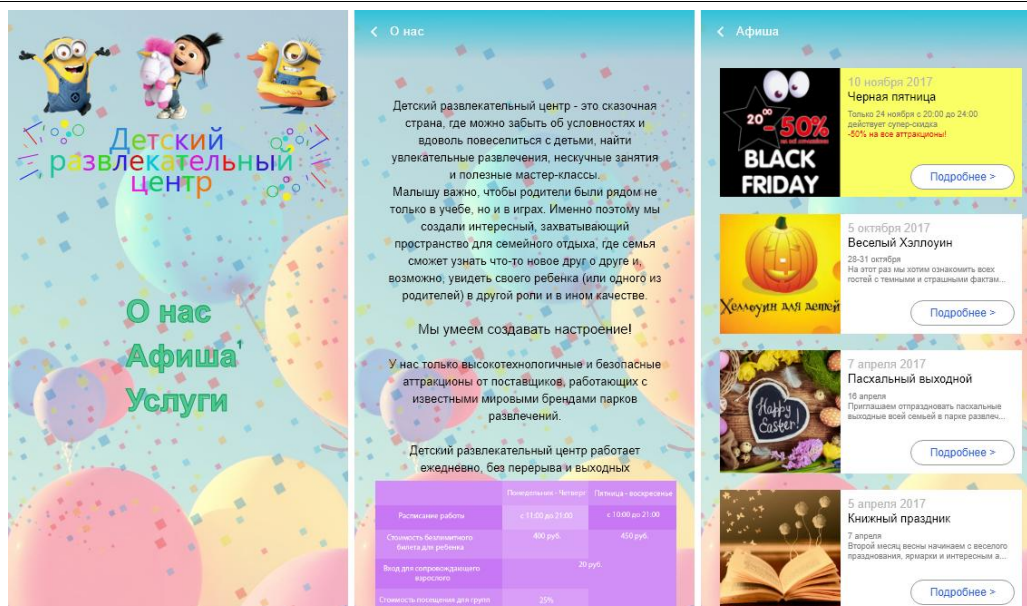 Детский
развлекательный
центр
О нас
Афиша¹
Услуги
О нас
Детский развлекательный центр - это сказочная
страна, где можно забыть об условностях и
вдоволь повеселиться с детьми, найти
увлекательные развлечения, нескучные занятия
и полезные мастер-классы.
Малышу важно, чтобы родители были рядом не
только в учебе, но и в играх. Именно поэтому мы
создали интересный, захватывающий
пространство для семейного отдыха, где семья
сможет узнать что-то новое друг о друге и,
возможно, увидеть своего ребенка (или одного из
родителей) в другой роли и в ином качестве.
Мы умеем создавать настроение!
У нас только высокотехнологичные и безопасные
аттракционы от поставщиков, работающих с
известными мировыми брендами парков
развлечений.
Детский развлекательный центр работает
ежедневно, без перерыва и выходных
Понедельник - Четверг Пятница - воскресенье
Расписание работы с 11:00 до 21:00 с 10:00 до 21:00
Стоимость безлимитного
билета для ребенка 400 руб. 450 руб.
Вход для сопровождающего
взрослого 20 руб.
Стоимость посещения для групп 25%
Афиша
20⁰⁰ -50%
BLACK
FRIDAY
10 ноября 2017
Черная пятница
Только 24 ноября с 20:00 до 24:00
действует супер-скидка
-50% на все аттракционы!
Подробнее >
Хеллоуин для детей
5 октября 2017
Веселый Хэллоуин
28-31 октября
На этот раз мы хотим ознакомить всех
гостей с темными и страшными фактам...
Подробнее >
Happy
Easter!
7 апреля 2017
Пасхальный выходной
16 апреля
Приглашаем отпраздновать пасхальные
выходные всей семьей в парке развлеч...
Подробнее >
5 апреля 2017
Книжный праздник
7 апреля
Второй месяц весны начинаем с веселого
празднования, ярмарки и интересным а...
Подробнее >